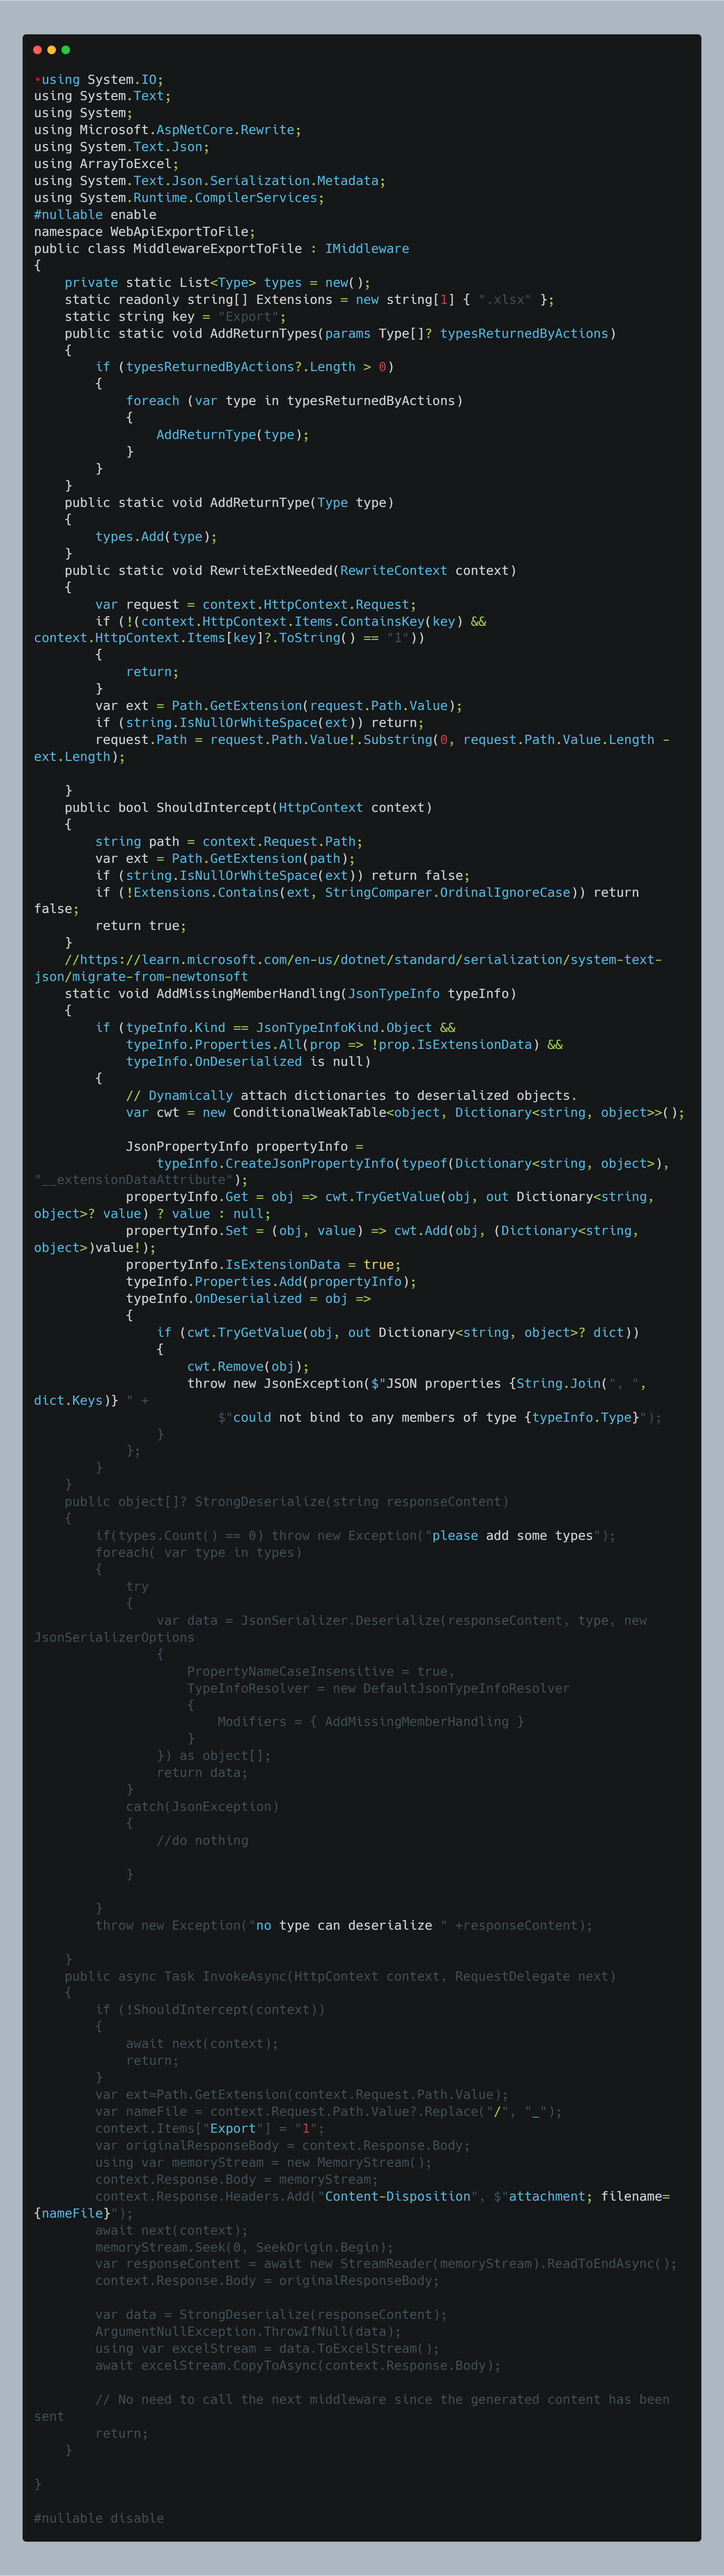 •using System.IO;
using System.Text;
using System;
using Microsoft.AspNetCore.Rewrite;
using System.Text.Json;
using ArrayToExcel;
using System.Text.Json.Serialization.Metadata;
using System.Runtime.CompilerServices;
#nullable enable
namespace WebApiExportToFile;
public class MiddlewareExportToFile : IMiddleware
{
    private static List<Type> types = new();
    static readonly string[] Extensions = new string[1] { ".xlsx" };
    static string key = "Export";
    public static void AddReturnTypes(params Type[]? typesReturnedByActions)
    {
        if (typesReturnedByActions?.Length > 0)
        {
            foreach (var type in typesReturnedByActions)
            {
                AddReturnType(type);
            }
        }
    }
    public static void AddReturnType(Type type)
    {
        types.Add(type);
    }
    public static void RewriteExtNeeded(RewriteContext context)
    {
        var request = context.HttpContext.Request;
        if (!(context.HttpContext.Items.ContainsKey(key) &&
context.HttpContext.Items[key]?.ToString() == "1"))
        {
            return;
        }
        var ext = Path.GetExtension(request.Path.Value);
        if (string.IsNullOrWhiteSpace(ext)) return;
        request.Path = request.Path.Value!.Substring(0, request.Path.Value.Length -
ext.Length);

    }
    public bool ShouldIntercept(HttpContext context)
    {
        string path = context.Request.Path;
        var ext = Path.GetExtension(path);
        if (string.IsNullOrWhiteSpace(ext)) return false;
        if (!Extensions.Contains(ext, StringComparer.OrdinalIgnoreCase)) return
false;
        return true;
    }
    //https://learn.microsoft.com/en-us/dotnet/standard/serialization/system-text-
json/migrate-from-newtonsoft
    static void AddMissingMemberHandling(JsonTypeInfo typeInfo)
    {
        if (typeInfo.Kind == JsonTypeInfoKind.Object &&
            typeInfo.Properties.All(prop => !prop.IsExtensionData) &&
            typeInfo.OnDeserialized is null)
        {
            // Dynamically attach dictionaries to deserialized objects.
            var cwt = new ConditionalWeakTable<object, Dictionary<string, object>>();

            JsonPropertyInfo propertyInfo =
                typeInfo.CreateJsonPropertyInfo(typeof(Dictionary<string, object>),
"__extensionDataAttribute");
            propertyInfo.Get = obj => cwt.TryGetValue(obj, out Dictionary<string,
object>? value) ? value : null;
            propertyInfo.Set = (obj, value) => cwt.Add(obj, (Dictionary<string,
object>)value!);
            propertyInfo.IsExtensionData = true;
            typeInfo.Properties.Add(propertyInfo);
            typeInfo.OnDeserialized = obj =>
            {
                if (cwt.TryGetValue(obj, out Dictionary<string, object>? dict))
                {
                    cwt.Remove(obj);
                    throw new JsonException($"JSON properties {String.Join(", ",
dict.Keys)} " +
                        $"could not bind to any members of type {typeInfo.Type}");
                }
            };
        }
    }
    public object[]? StrongDeserialize(string responseContent)
    {
        if(types.Count() == 0) throw new Exception("please add some types");
        foreach( var type in types)
        {
            try
            {
                var data = JsonSerializer.Deserialize(responseContent, type, new
JsonSerializerOptions
                {
                    PropertyNameCaseInsensitive = true,
                    TypeInfoResolver = new DefaultJsonTypeInfoResolver
                    {
                        Modifiers = { AddMissingMemberHandling }
                    }
                }) as object[];
                return data;
            }
            catch(JsonException)
            {
                //do nothing

            }

        }
        throw new Exception("no type can deserialize " +responseContent);

    }
    public async Task InvokeAsync(HttpContext context, RequestDelegate next)
    {
        if (!ShouldIntercept(context))
        {
            await next(context);
            return;
        }
        var ext=Path.GetExtension(context.Request.Path.Value);
        var nameFile = context.Request.Path.Value?.Replace("/", "_");
        context.Items["Export"] = "1";
        var originalResponseBody = context.Response.Body;
        using var memoryStream = new MemoryStream();
        context.Response.Body = memoryStream;
        context.Response.Headers.Add("Content-Disposition", $"attachment; filename=
{nameFile}");
        await next(context);
        memoryStream.Seek(0, SeekOrigin.Begin);
        var responseContent = await new StreamReader(memoryStream).ReadToEndAsync();
        context.Response.Body = originalResponseBody;

        var data = StrongDeserialize(responseContent);
        ArgumentNullException.ThrowIfNull(data);
        using var excelStream = data.ToExcelStream();
        await excelStream.CopyToAsync(context.Response.Body);

        // No need to call the next middleware since the generated content has been
sent
        return;
    }

}

#nullable disable